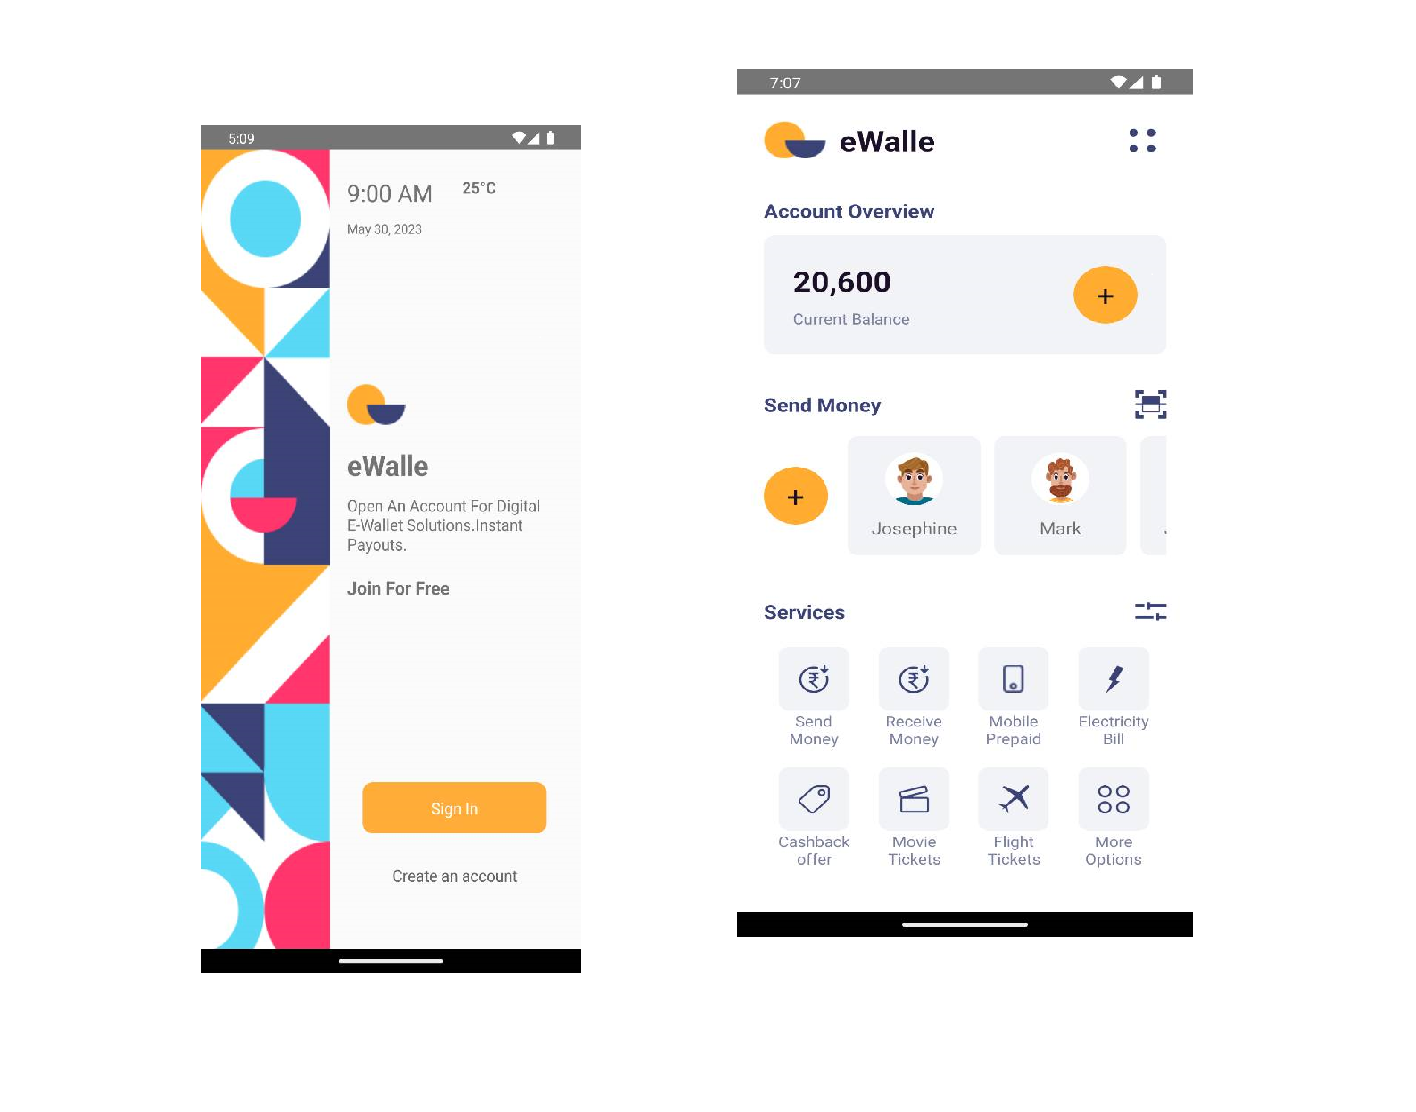 5:09
9:00 AM
25°C
May 30, 2023
eWalle
Open An Account For Digital
E-Wallet Solutions.Instant
Payouts.
Join For Free
Sign In
Create an account
7:07
eWalle
Account Overview
20,600
+
Current Balance
Send Money
+
Josephine
Mark
Services
Send
Money
Receive
Money
Mobile
Prepaid
Electricity
Bill
Cashback
offer
Movie
Tickets
Flight
Tickets
More
Options